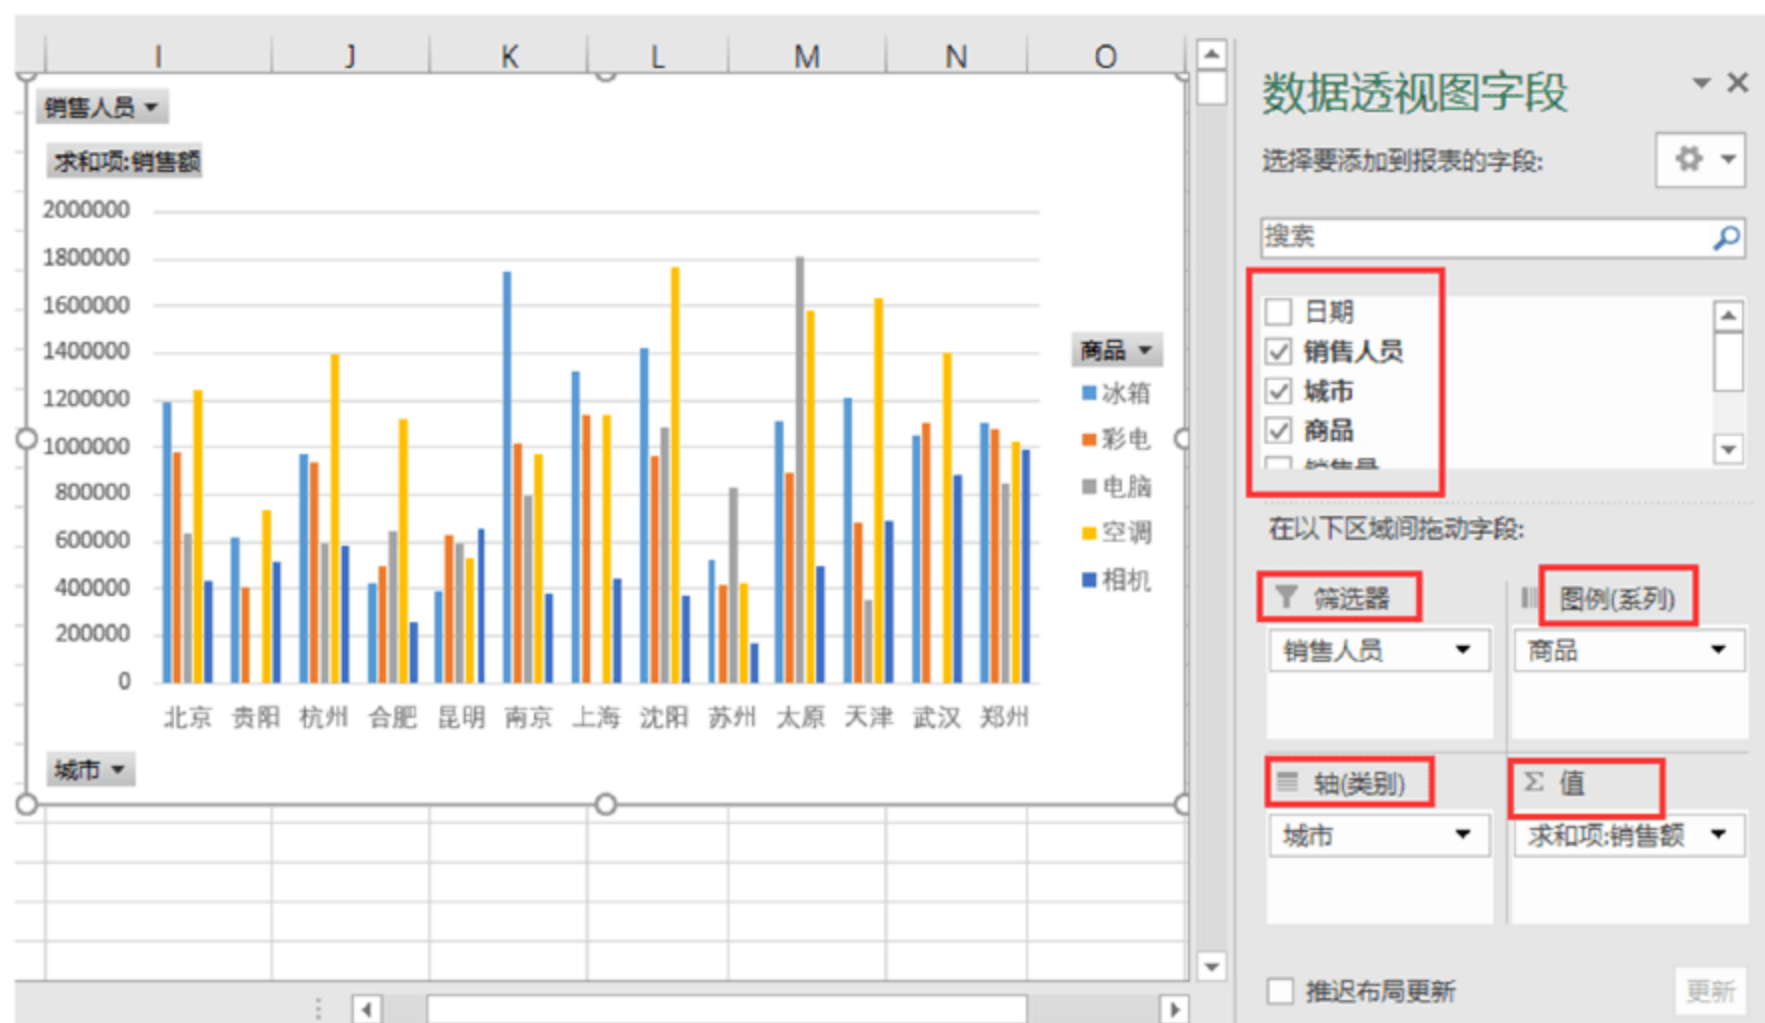 I J K L M N O
销售人员
求和项:销售额
2000000
1800000
1600000
1400000
1200000
1000000
800000
600000
400000
200000
0
北京 贵阳 杭州 合肥 昆明 南京 上海 沈阳 苏州 太原 天津 武汉 郑州
城市
商品
冰箱
彩电
电脑
空调
相机
数据透视图字段
选择要添加到报表的字段:
搜索
日期
销售人员
城市
商品
销售量
在以下区域间拖动字段:
筛选器
销售人员
图例(系列)
商品
轴(类别)
城市
Σ 值
求和项:销售额
推迟布局更新
更新